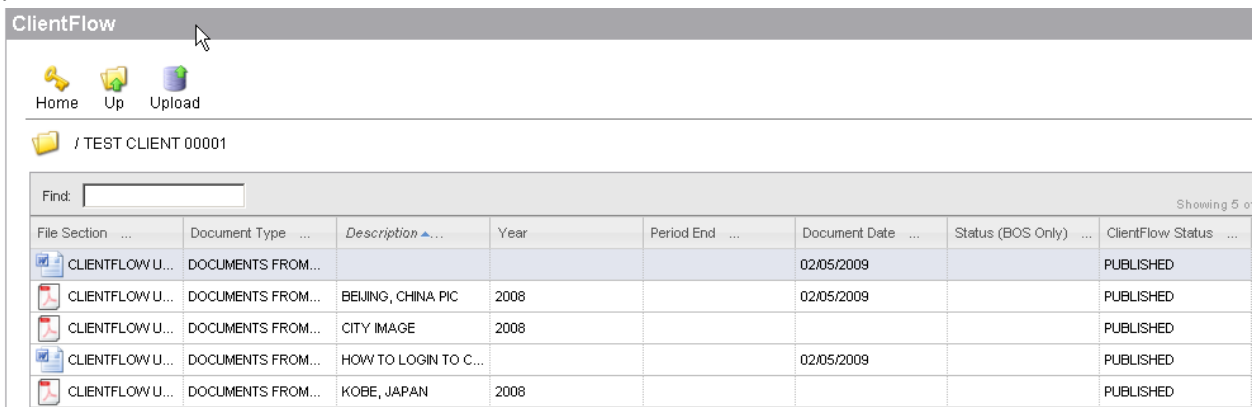 ClientFlow
Home Up Upload
/ TEST CLIENT 00001
Find:
Showing 5 o
File Section ... Document Type ... Description ... Year Period End ... Document Date ... Status (BOS Only) ... ClientFlow Status ...
CLIENTFLOW U... DOCUMENTS FROM... 02/05/2009 PUBLISHED
CLIENTFLOW U... DOCUMENTS FROM... BEIJING, CHINA PIC 2008 02/05/2009 PUBLISHED
CLIENTFLOW U... DOCUMENTS FROM... CITY IMAGE 2008 PUBLISHED
CLIENTFLOW U... DOCUMENTS FROM... HOW TO LOGIN TO C... 02/05/2009 PUBLISHED
CLIENTFLOW U... DOCUMENTS FROM... KOBE, JAPAN 2008 PUBLISHED